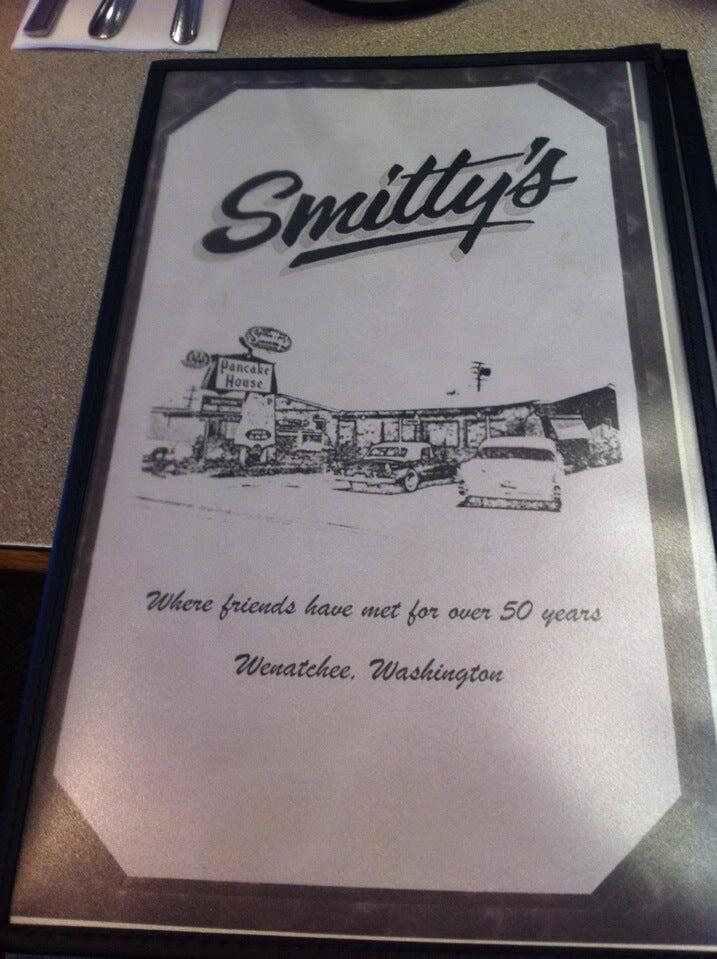 Smitty's
Pancake
House
Where friends have met for over 50 years
Wenatchee, Washington